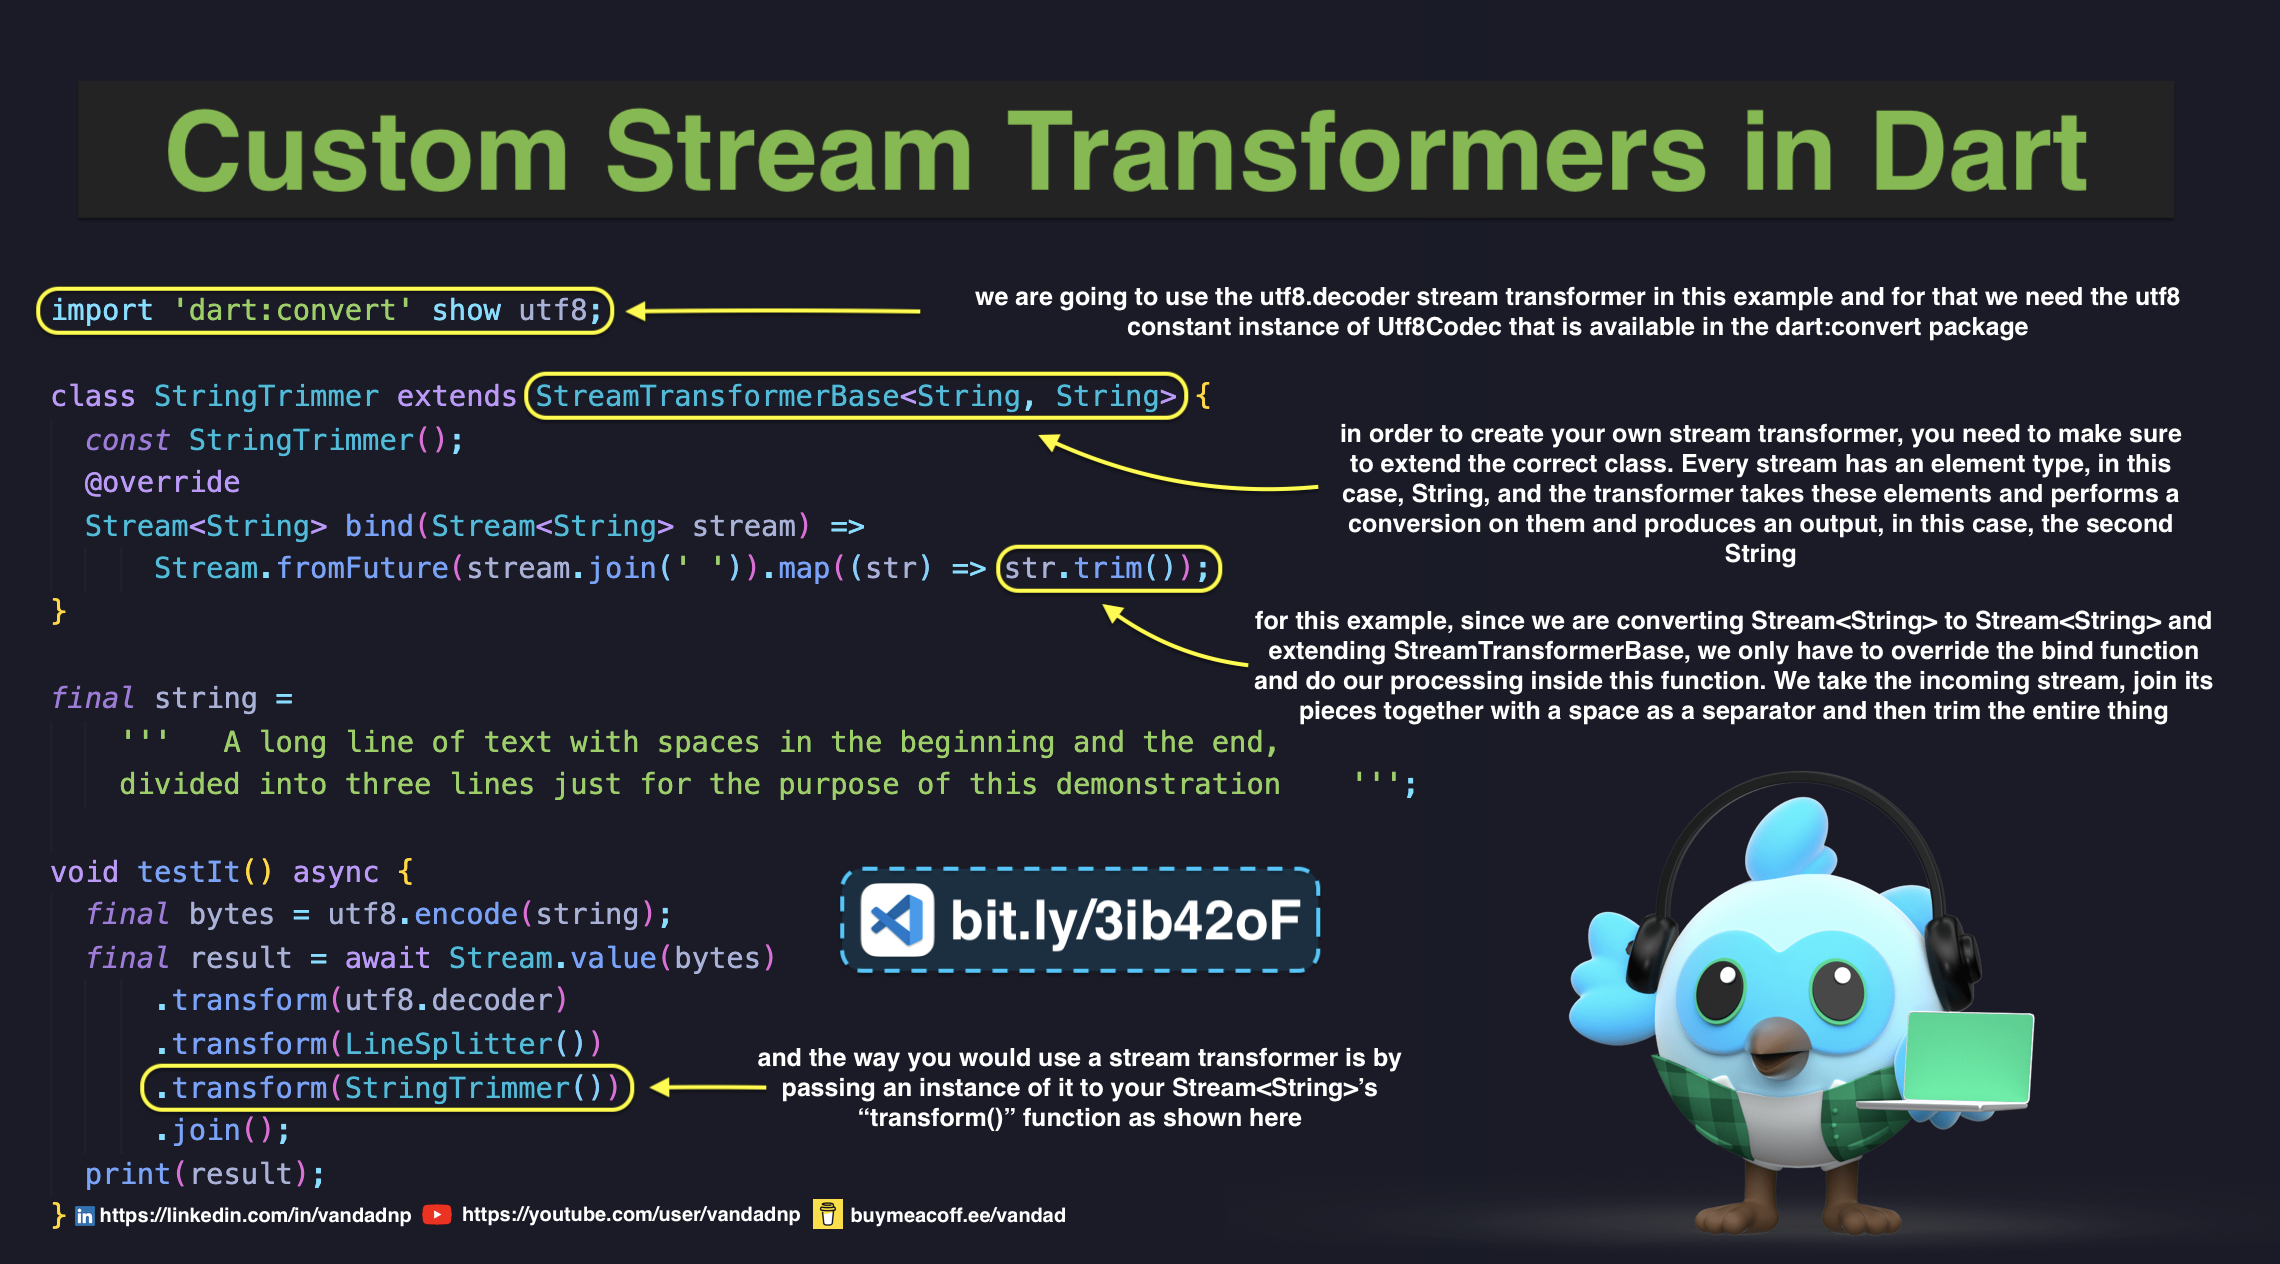 Custom Stream Transformers in Dart
import 'dart:convert' show utf8;
we are going to use the utf8.decoder stream transformer in this example and for that we need the utf8
constant instance of Utf8Codec that is available in the dart:convert package
class StringTrimmer extends StreamTransformerBase<String, String> {
const StringTrimmer();
@override
Stream<String> bind(Stream<String> stream) =>
Stream.fromFuture(stream.join(' ')).map((str) => str.trim());
}
in order to create your own stream transformer, you need to make sure
to extend the correct class. Every stream has an element type, in this
case, String, and the transformer takes these elements and performs a
conversion on them and produces an output, in this case, the second
String
for this example, since we are converting Stream<String> to Stream<String> and
extending StreamTransformerBase, we only have to override the bind function
and do our processing inside this function. We take the incoming stream, join its
pieces together with a space as a separator and then trim the entire thing
final string =
'''   A long line of text with spaces in the beginning and the end,
divided into three lines just for the purpose of this demonstration    ''';
void testIt() async {
final bytes = utf8.encode(string);
final result = await Stream.value(bytes)
.transform(utf8.decoder)
.transform(LineSplitter())
.transform(StringTrimmer())
.join();
print(result);
}
bit.ly/3ib42oF
and the way you would use a stream transformer is by
passing an instance of it to your Stream<String>’s
“transform()” function as shown here
in https://linkedin.com/in/vandadnp https://youtube.com/user/vandadnp buymeacoff.ee/vandad